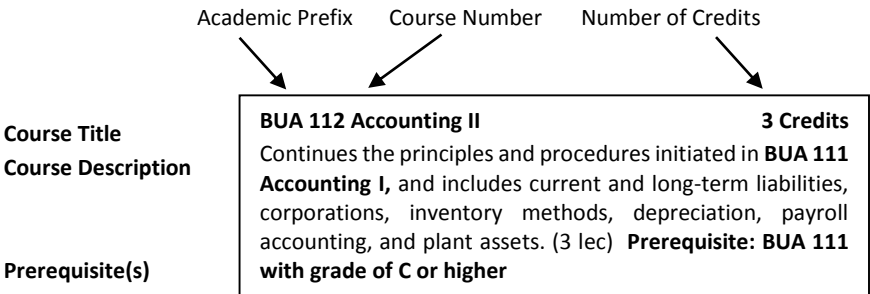 Academic Prefix Course Number Number of Credits
Course Title
Course Description
Prerequisite(s)
BUA 112 Accounting II 3 Credits
Continues the principles and procedures initiated in BUA 111
Accounting I, and includes current and long-term liabilities,
corporations, inventory methods, depreciation, payroll
accounting, and plant assets. (3 lec) Prerequisite: BUA 111
with grade of C or higher